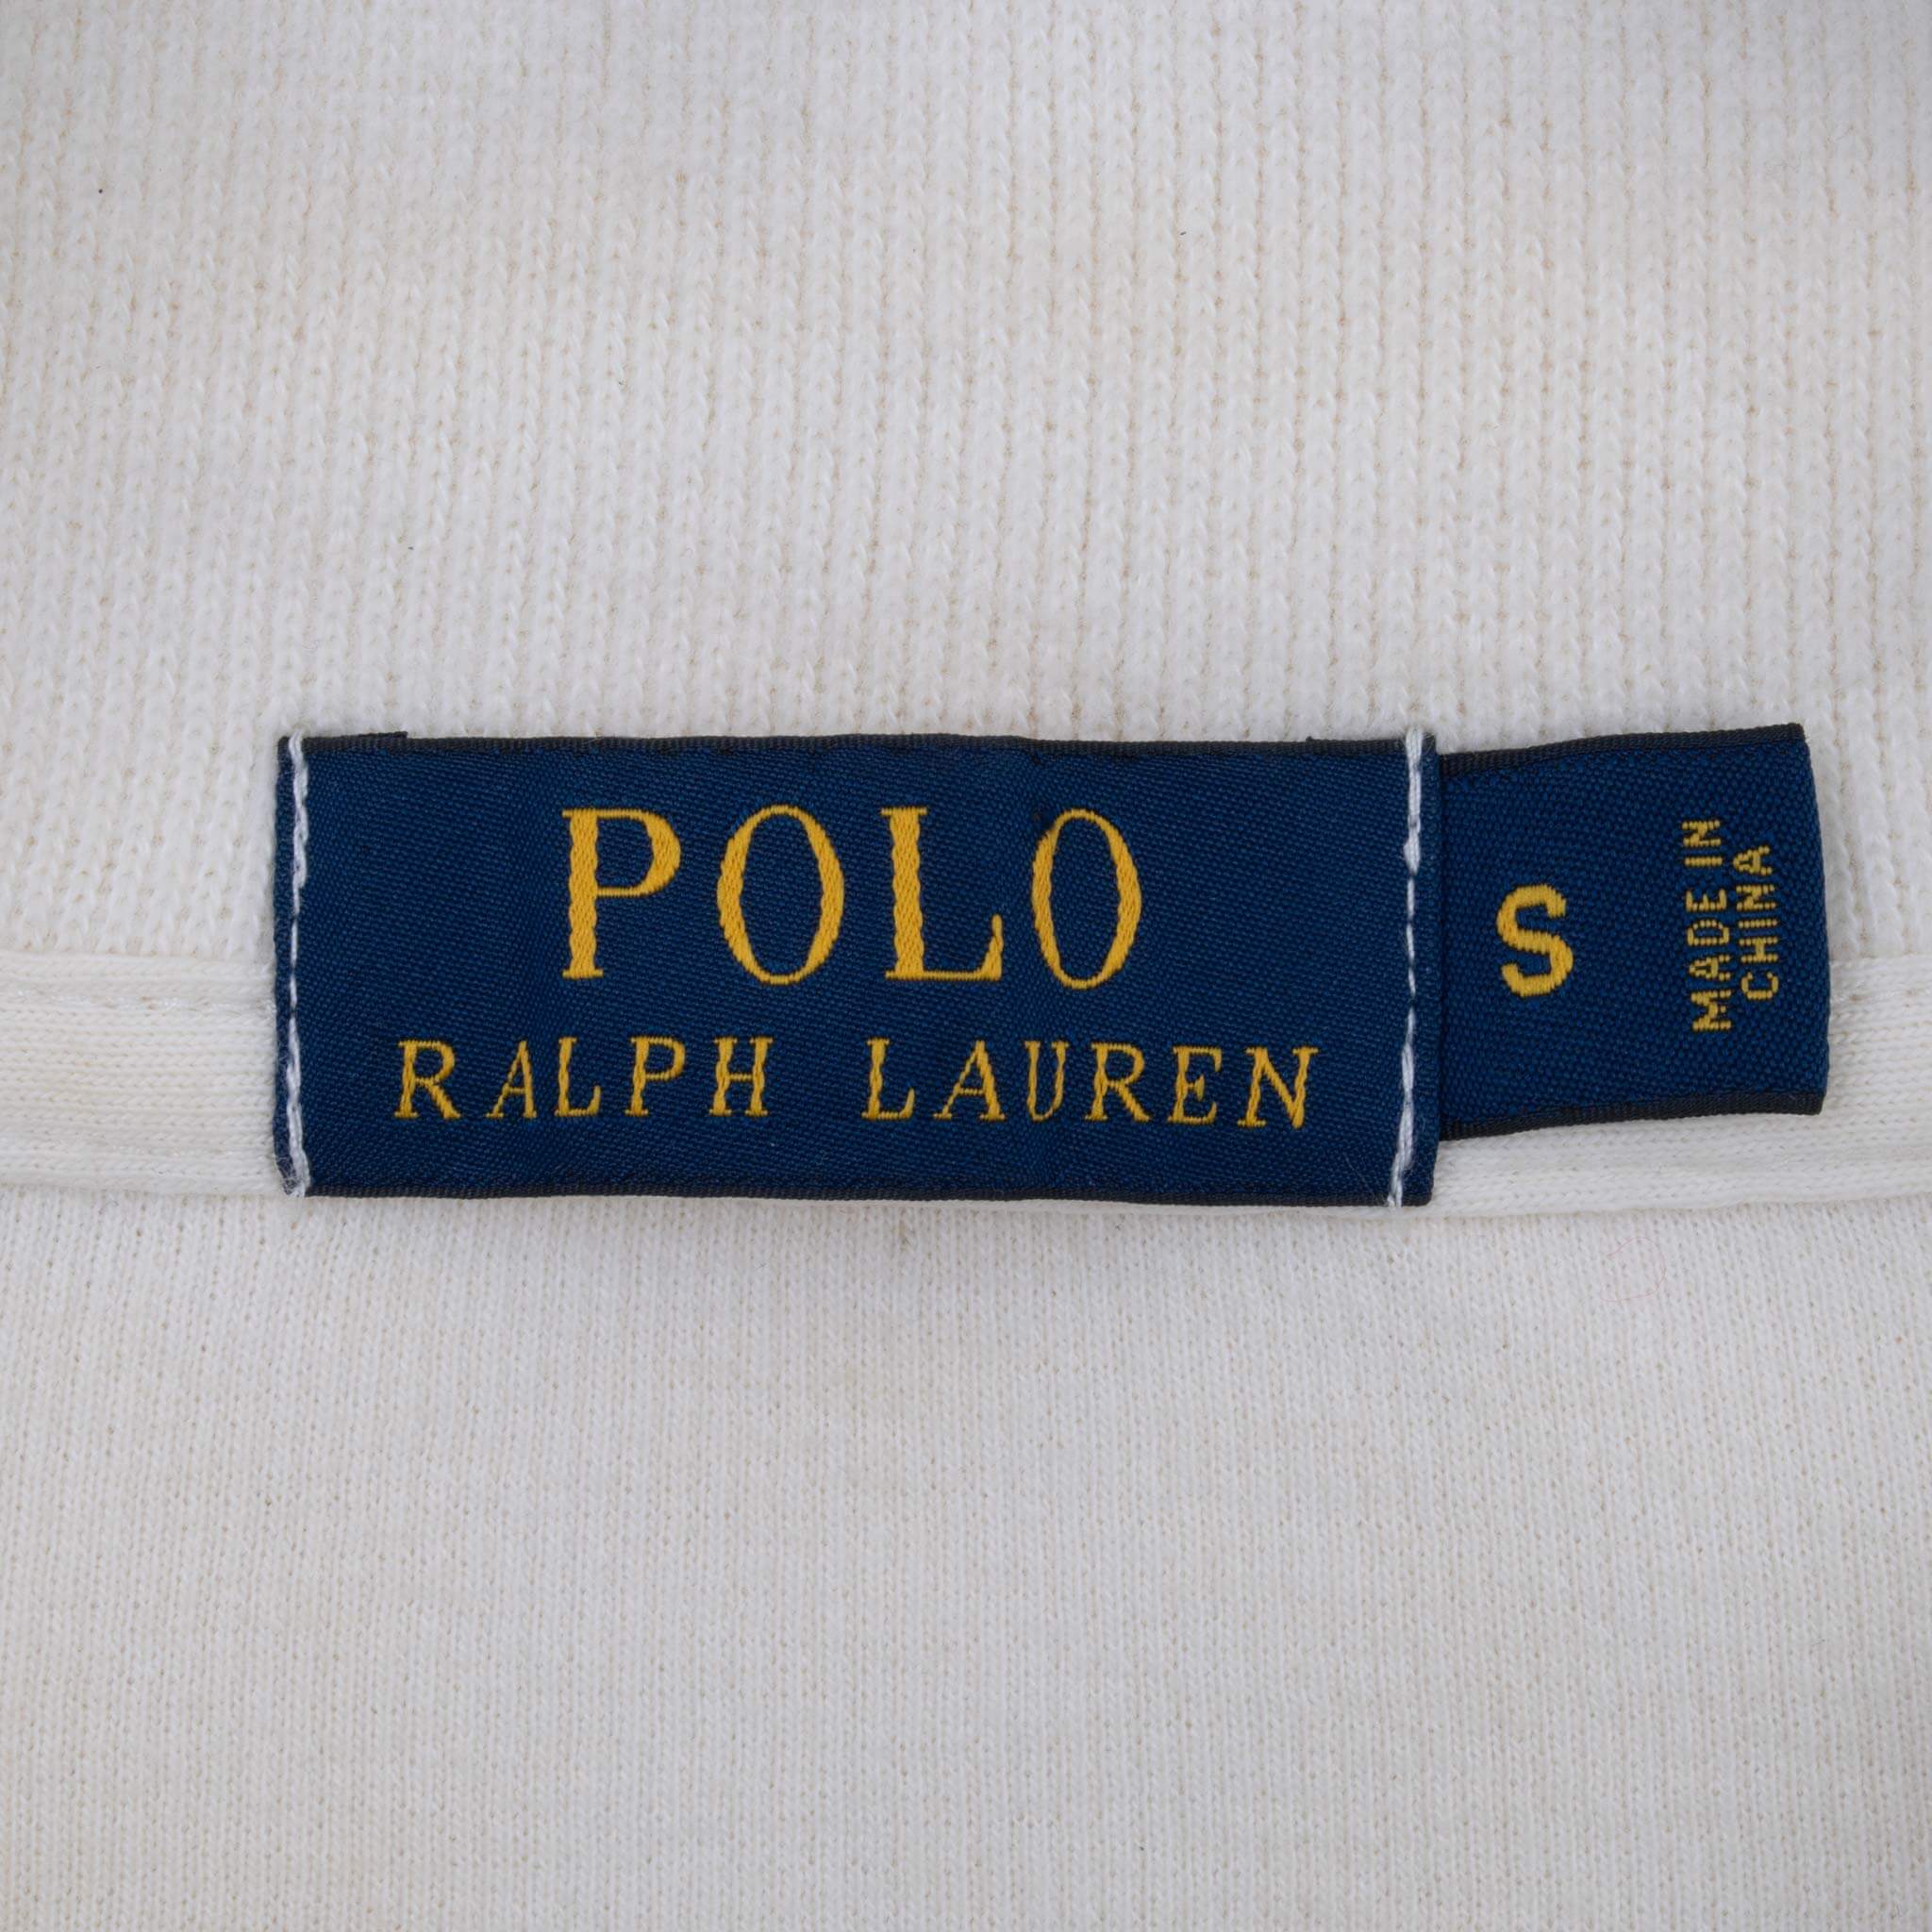 POLO
RALPH LAUREN
S
MADE IN
CHINA